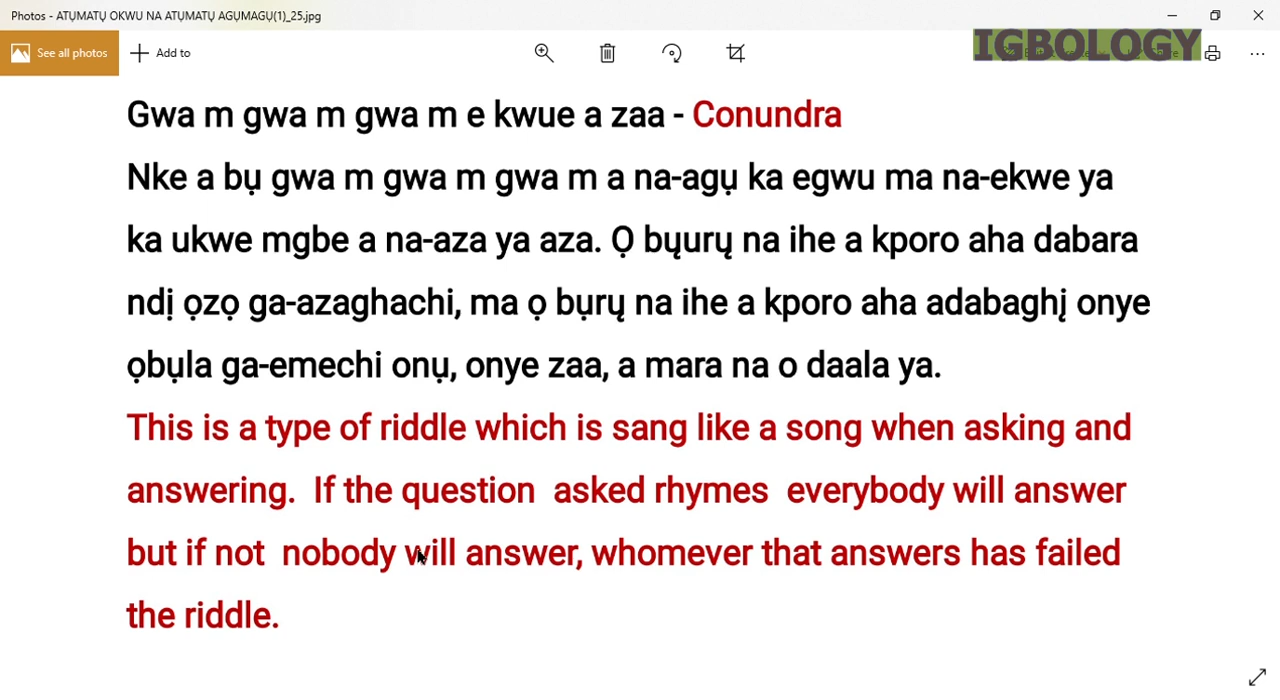 Photos - ATỤMATỤ OKWU NA ATỤMATỤ AGỤMAGỤ(1)_25.jpg
See all photos
Add to
IGBOLOGY
Gwa m gwa m gwa m e kwue a zaa - Conundra
Nke a bụ gwa m gwa m gwa m a na-agụ ka egwu ma na-ekwe ya
ka ukwe mgbe a na-aza ya aza. Ọ bụurụ na ihe a kporo aha dabara
ndị ọzọ ga-azaghachi, ma ọ bụrụ na ihe a kporo aha adabaghị onye
ọbụla ga-emechi onụ, onye zaa, a mara na o daala ya.
This is a type of riddle which is sang like a song when asking and
answering. If the question asked rhymes everybody will answer
but if not nobody will answer, whomever that answers has failed
the riddle.